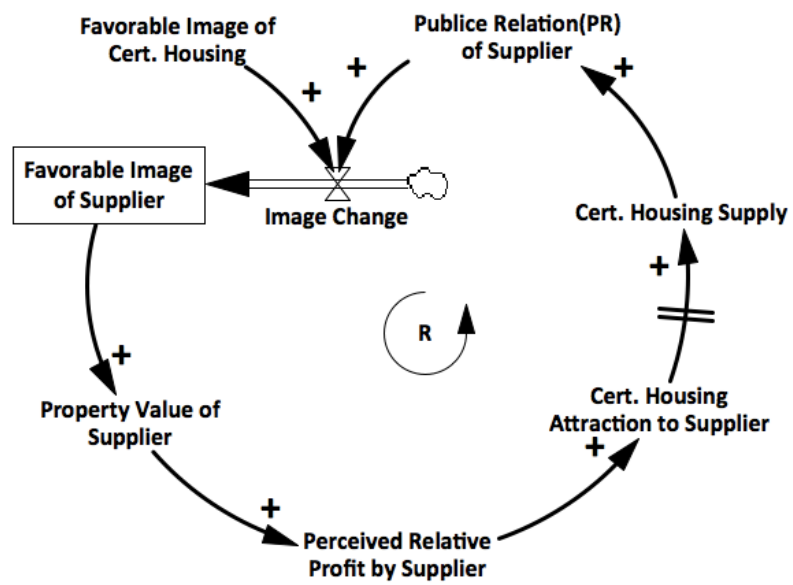 Favorable Image of
Cert. Housing
Publice Relation(PR)
of Supplier
+
+
+
Favorable Image
of Supplier
Image Change
Cert. Housing Supply
+
R
+
Property Value of
Supplier
Cert. Housing
Attraction to Supplier
+
+
Perceived Relative
Profit by Supplier